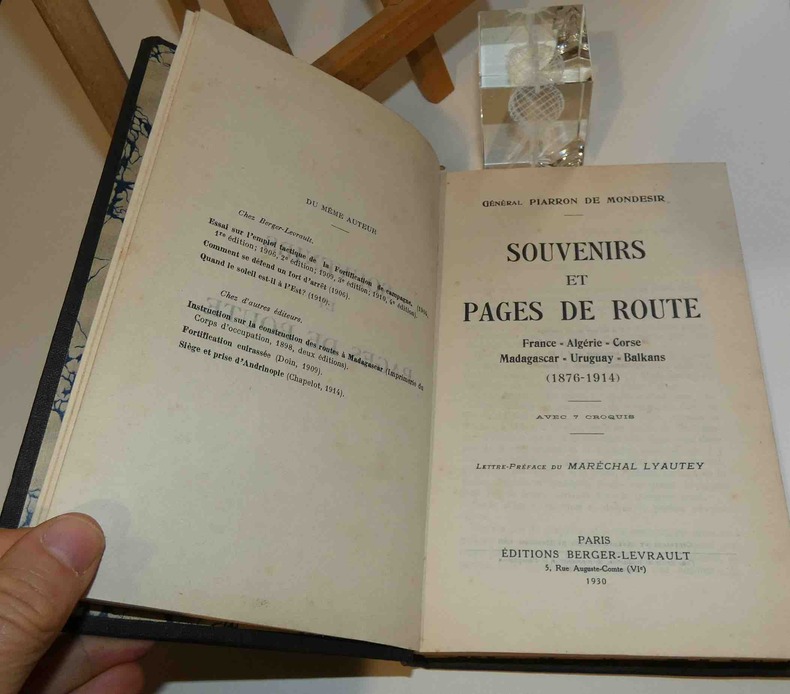 DU MÊME AUTEUR
Chez Berger-Levrault.
Essai sur l'emploi tactique de la Fortification de campagne. (1904,
1re édition; 1906, 2e édition; 1908, 3e édition; 1910, 4e édition).
Comment se défend un fort d'arrêt (1906).
Quand le soleil est-il à l'Est? (1910).
Chez d'autres éditeurs.
Instruction sur la construction des routes à Madagascar (Imprimerie du
Corps d'occupation, 1898, deux éditions).
Fortification cuirassée (Doin, 1909).
Siège et prise d'Andrinople (Chapelot, 1914).
GÉNÉRAL PIARRON DE MONDESIR
SOUVENIRS
ET
PAGES DE ROUTE
France - Algérie - Corse
Madagascar - Uruguay - Balkans
(1876-1914)
AVEC 7 CROQUIS
LETTRE-PRÉFACE DU MARÉCHAL LYAUTEY
PARIS
ÉDITIONS BERGER-LEVRAULT
5, Rue Auguste-Comte (VIe)
1930